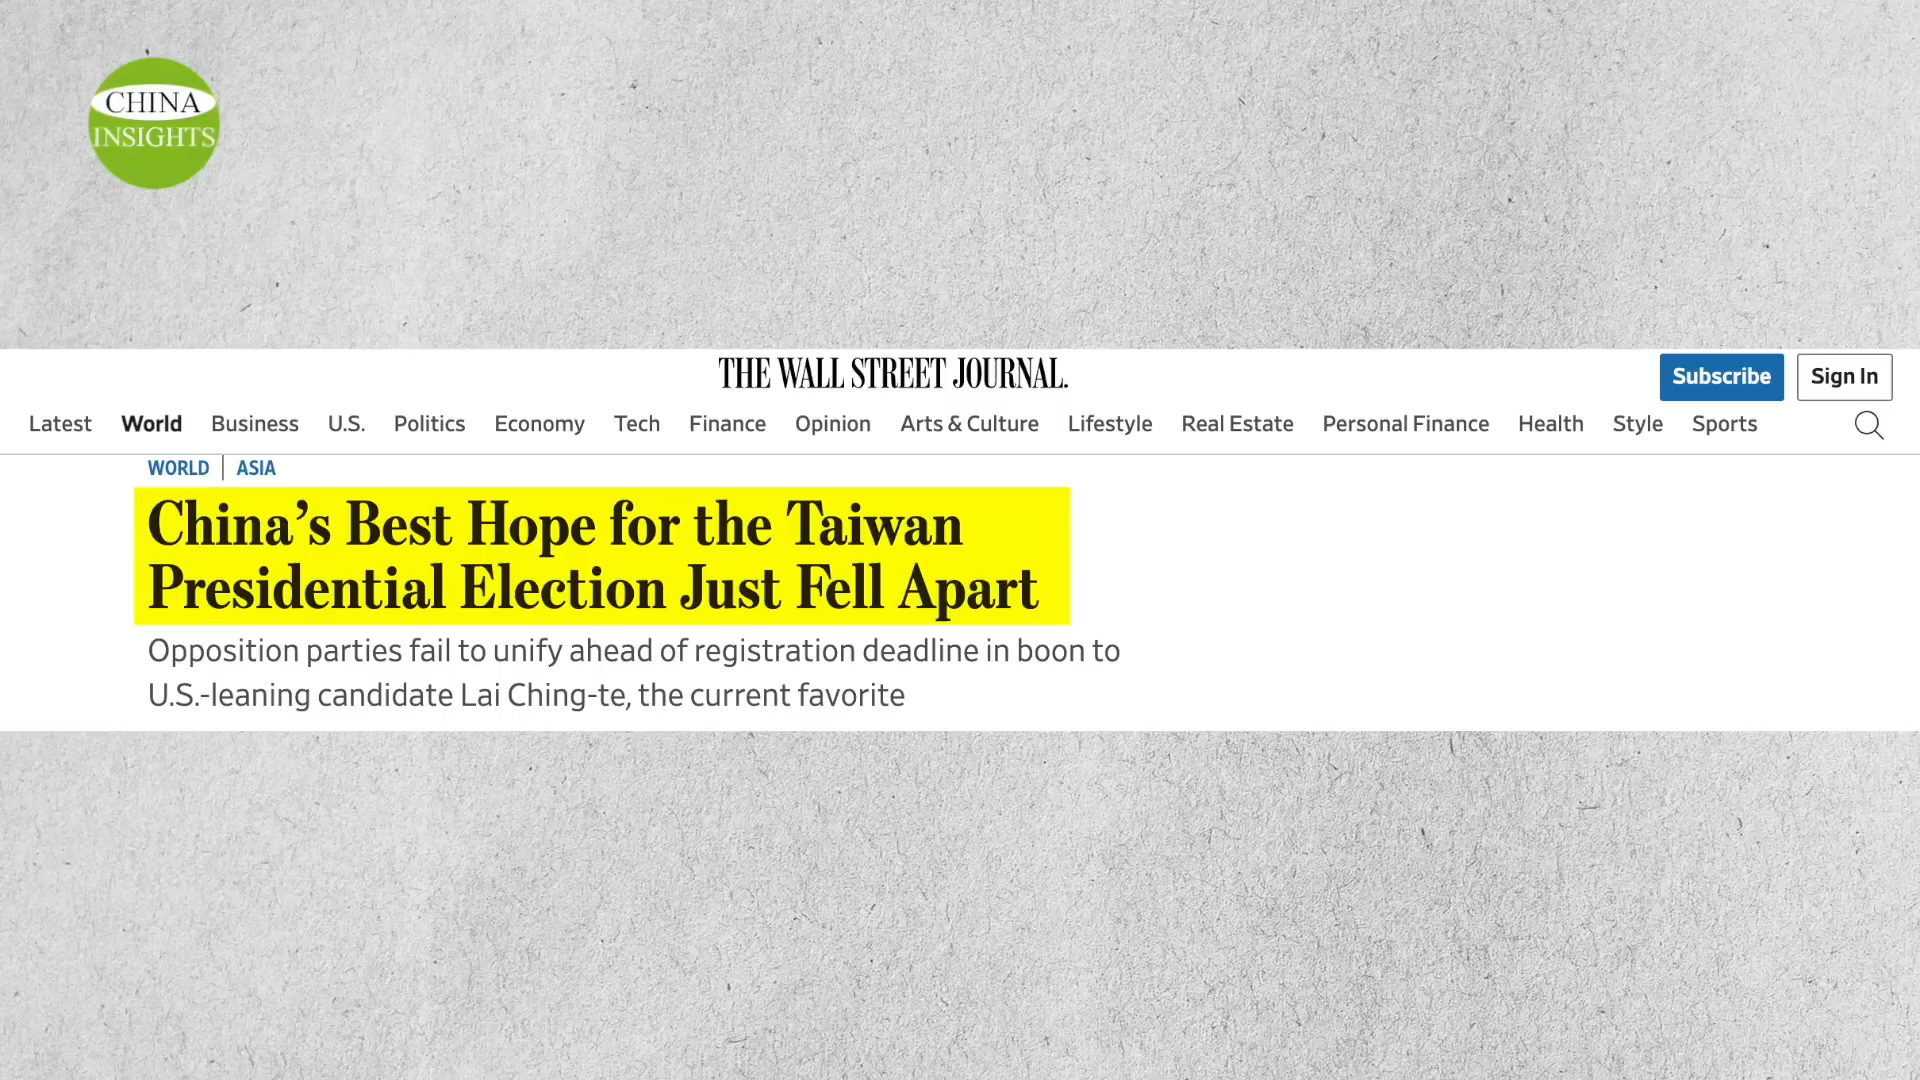 CHINA
INSIGHTS
THE WALL STREET JOURNAL.
Subscribe
Sign In
Latest World Business U.S. Politics Economy Tech Finance Opinion Arts & Culture Lifestyle Real Estate Personal Finance Health Style Sports
WORLD | ASIA
China’s Best Hope for the Taiwan
Presidential Election Just Fell Apart
Opposition parties fail to unify ahead of registration deadline in boon to
U.S.-leaning candidate Lai Ching-te, the current favorite